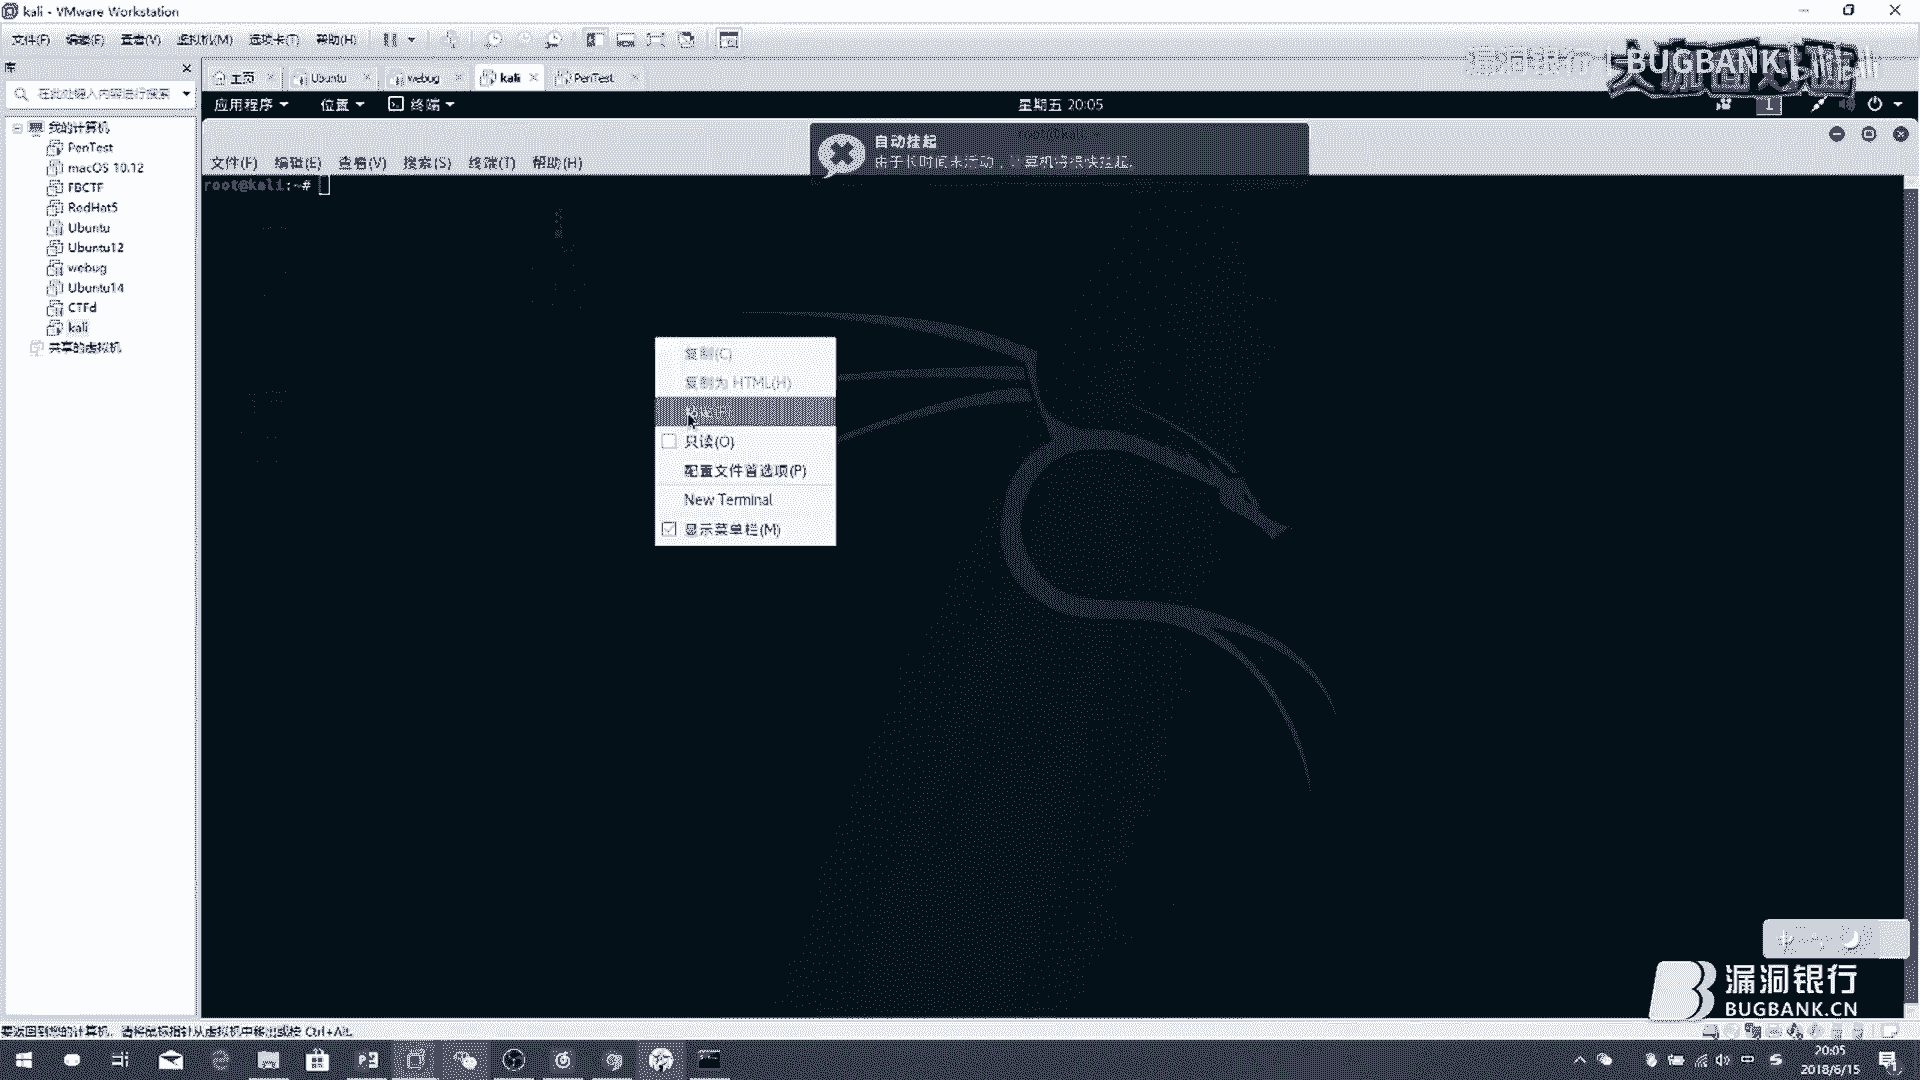 kali - VMware Workstation
文件(F) 编辑(E) 查看(V) 虚拟机(M) 选项卡(T) 帮助(H)
库
在此处键入内容进行搜索
我的计算机
PenTest
macOS 10.12
FBCTF
RedHat5
Ubuntu
Ubuntu12
webug
Ubuntu14
CTFd
kali
共享的虚拟机
主页 Ubuntu webug kali PenTest
漏洞银行 BUGBANK
应用程序 位置 终端 星期五 20:05 1
自动挂起
由于长时间未活动，计算机将很快挂起。
文件(F) 编辑(E) 查看(V) 搜索(S) 终端(T) 帮助(H)
root@kali:~#
复制(C)
复制为 HTML(H)
粘贴(P)
只读(O)
配置文件首选项(P)
New Terminal
显示菜单栏(M)
漏洞银行
BUGBANK.CN
要返回到您的计算机，请将鼠标指针从虚拟机中移出或按 Ctrl+Alt。
20:05
2018/6/15